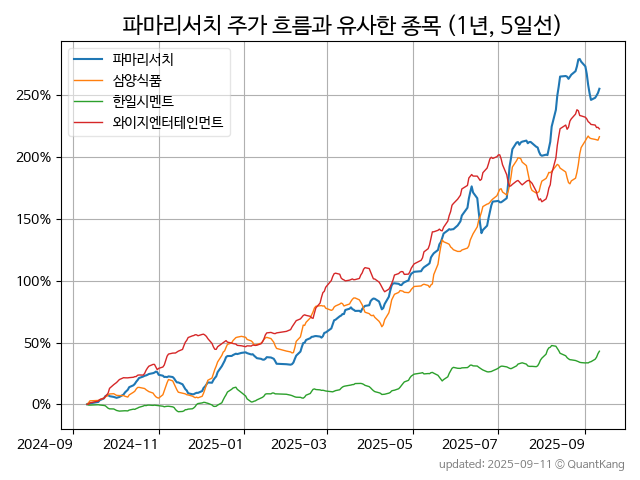 파마리서치 주가 흐름과 유사한 종목 (1년, 5일선)
파마리서치
삼양식품
한일시멘트
와이지엔터테인먼트
250%
200%
150%
100%
50%
0%
2024-09 2024-11 2025-01 2025-03 2025-05 2025-07 2025-09
updated: 2025-09-11 © QuantKang